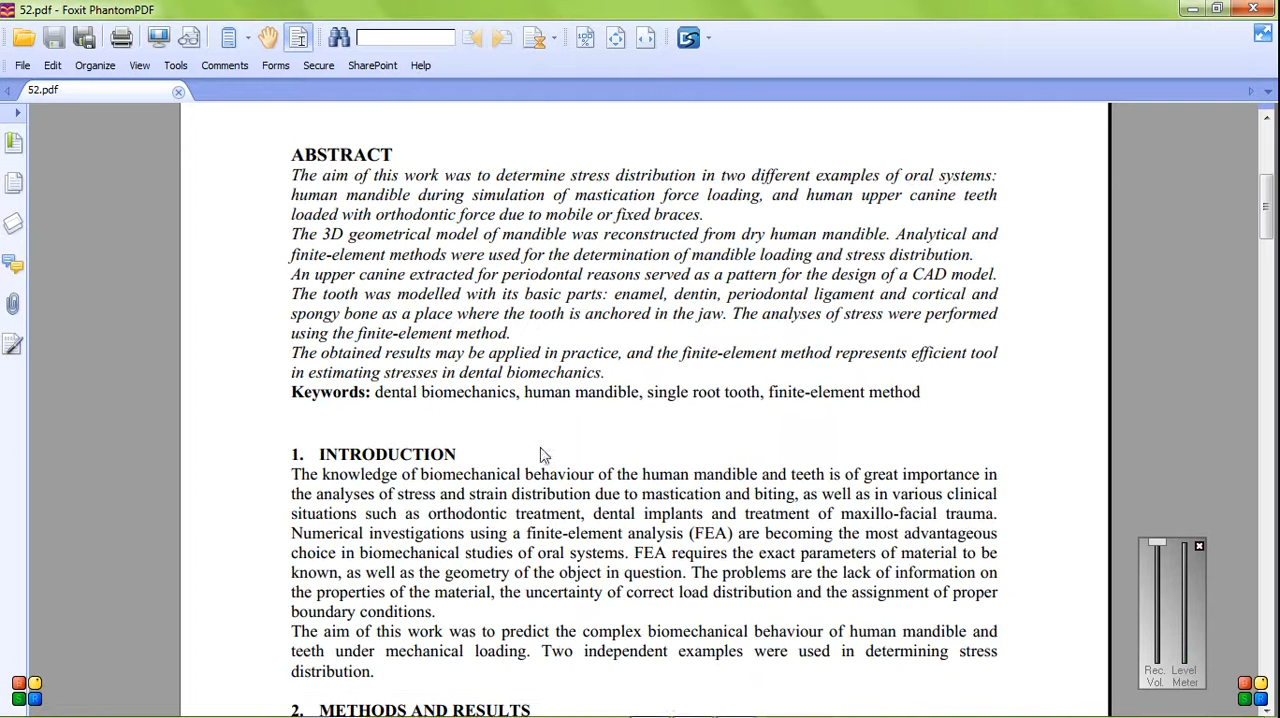 52.pdf - Foxit PhantomPDF
File Edit Organize View Tools Comments Forms Secure SharePoint Help
52.pdf
ABSTRACT
The aim of this work was to determine stress distribution in two different examples of oral systems:
human mandible during simulation of mastication force loading, and human upper canine teeth
loaded with orthodontic force due to mobile or fixed braces.
The 3D geometrical model of mandible was reconstructed from dry human mandible. Analytical and
finite-element methods were used for the determination of mandible loading and stress distribution.
An upper canine extracted for periodontal reasons served as a pattern for the design of a CAD model.
The tooth was modelled with its basic parts: enamel, dentin, periodontal ligament and cortical and
spongy bone as a place where the tooth is anchored in the jaw. The analyses of stress were performed
using the finite-element method.
The obtained results may be applied in practice, and the finite-element method represents efficient tool
in estimating stresses in dental biomechanics.
Keywords: dental biomechanics, human mandible, single root tooth, finite-element method
1. INTRODUCTION
The knowledge of biomechanical behaviour of the human mandible and teeth is of great importance in
the analyses of stress and strain distribution due to mastication and biting, as well as in various clinical
situations such as orthodontic treatment, dental implants and treatment of maxillo-facial trauma.
Numerical investigations using a finite-element analysis (FEA) are becoming the most advantageous
choice in biomechanical studies of oral systems. FEA requires the exact parameters of material to be
known, as well as the geometry of the object in question. The problems are the lack of information on
the properties of the material, the uncertainty of correct load distribution and the assignment of proper
boundary conditions.
The aim of this work was to predict the complex biomechanical behaviour of human mandible and
teeth under mechanical loading. Two independent examples were used in determining stress
distribution.
2. METHODS AND RESULTS
Rec. Level
Vol. Meter